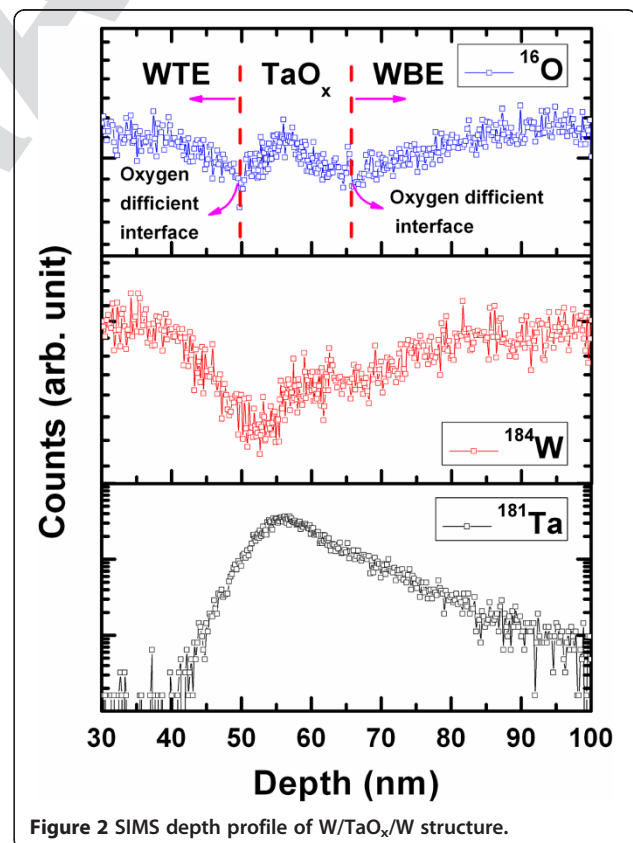 WTE TaOₓ WBE ¹⁶O
Oxygen
difficient
interface
Oxygen difficient
interface
¹⁸⁴W
¹⁸¹Ta
Counts (arb. unit)
30 40 50 60 70 80 90 100
Depth (nm)
Figure 2 SIMS depth profile of W/TaOₓ/W structure.